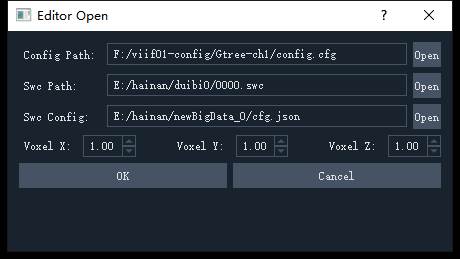 Editor Open
Config Path: F:/viif01-config/Gtree-ch1/config.cfg Open
Swc Path: E:/hainan/duibi0/0000.swc Open
Swc Config: E:/hainan/newBigData_0/cfg.json Open
Voxel X: 1.00 Voxel Y: 1.00 Voxel Z: 1.00
OK Cancel